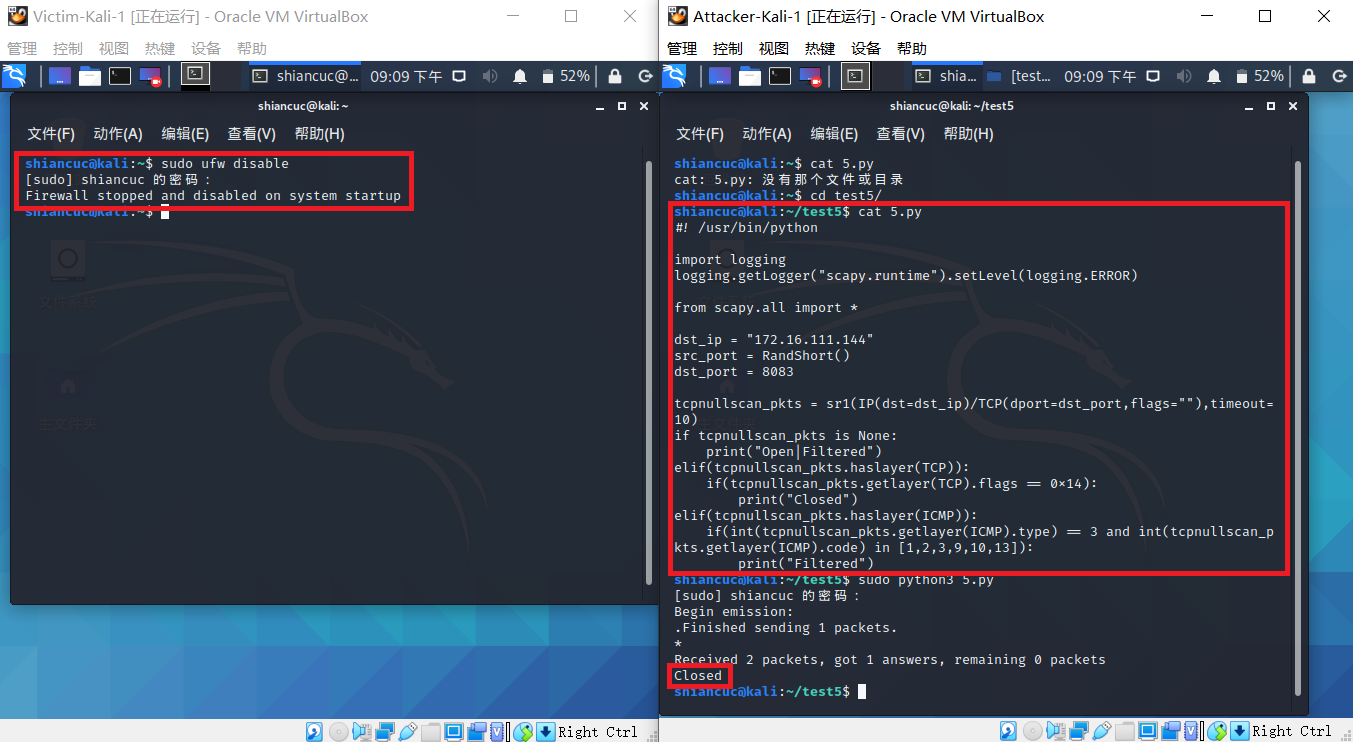 Victim-Kali-1 [正在运行] - Oracle VM VirtualBox
管理 控制 视图 热键 设备 帮助
shiancuc@... 09:09 下午 52%
shiancuc@kali: ~
文件(F) 动作(A) 编辑(E) 查看(V) 帮助(H)
shiancuc@kali:~$ sudo ufw disable
[sudo] shiancuc 的密码：
Firewall stopped and disabled on system startup
shiancuc@kali:~$
文件系统
主文件夹
Right Ctrl
Attacker-Kali-1 [正在运行] - Oracle VM VirtualBox
管理 控制 视图 热键 设备 帮助
shia... [test... 09:09 下午 52%
shiancuc@kali: ~/test5
文件(F) 动作(A) 编辑(E) 查看(V) 帮助(H)
shiancuc@kali:~$ cat 5.py
cat: 5.py: 没有那个文件或目录
shiancuc@kali:~$ cd test5/
shiancuc@kali:~/test5$ cat 5.py
#! /usr/bin/python
import logging
logging.getLogger("scapy.runtime").setLevel(logging.ERROR)
from scapy.all import *
dst_ip = "172.16.111.144"
src_port = RandShort()
dst_port = 8083
tcpnullscan_pkts = sr1(IP(dst=dst_ip)/TCP(dport=dst_port,flags=""),timeout=
10)
if tcpnullscan_pkts is None:
print("Open|Filtered")
elif(tcpnullscan_pkts.haslayer(TCP)):
if(tcpnullscan_pkts.getlayer(TCP).flags == 0×14):
print("Closed")
elif(tcpnullscan_pkts.haslayer(ICMP)):
if(int(tcpnullscan_pkts.getlayer(ICMP).type) == 3 and int(tcpnullscan_p
kts.getlayer(ICMP).code) in [1,2,3,9,10,13]):
print("Filtered")
shiancuc@kali:~/test5$ sudo python3 5.py
[sudo] shiancuc 的密码：
Begin emission:
.Finished sending 1 packets.
*
Received 2 packets, got 1 answers, remaining 0 packets
Closed
shiancuc@kali:~/test5$
Right Ctrl